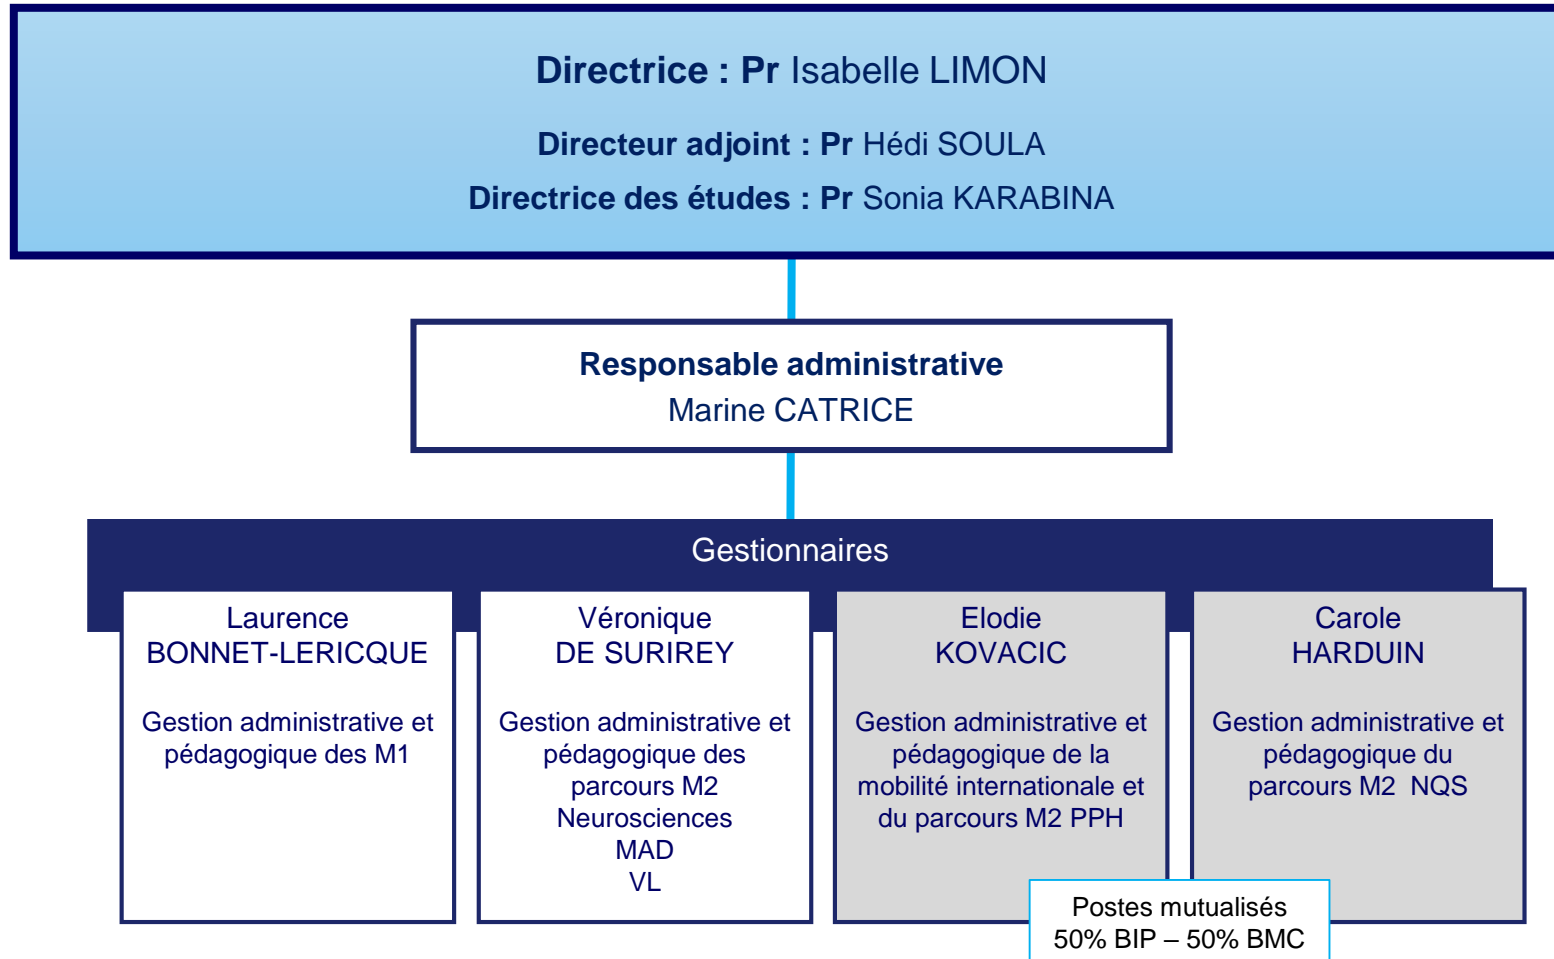 Directrice : Pr Isabelle LIMON
Directeur adjoint : Pr Hédi SOULA
Directrice des études : Pr Sonia KARABINA
Responsable administrative
Marine CATRICE
Gestionnaires
Laurence
BONNET-LERICQUE
Gestion administrative et
pédagogique des M1
Véronique
DE SURIREY
Gestion administrative et
pédagogique des
parcours M2
Neurosciences
MAD
VL
Elodie
KOVACIC
Gestion administrative et
pédagogique de la
mobilité internationale et
du parcours M2 PPH
Carole
HARDUIN
Gestion administrative et
pédagogique du
parcours M2 NQS
Postes mutualisés
50% BIP – 50% BMC